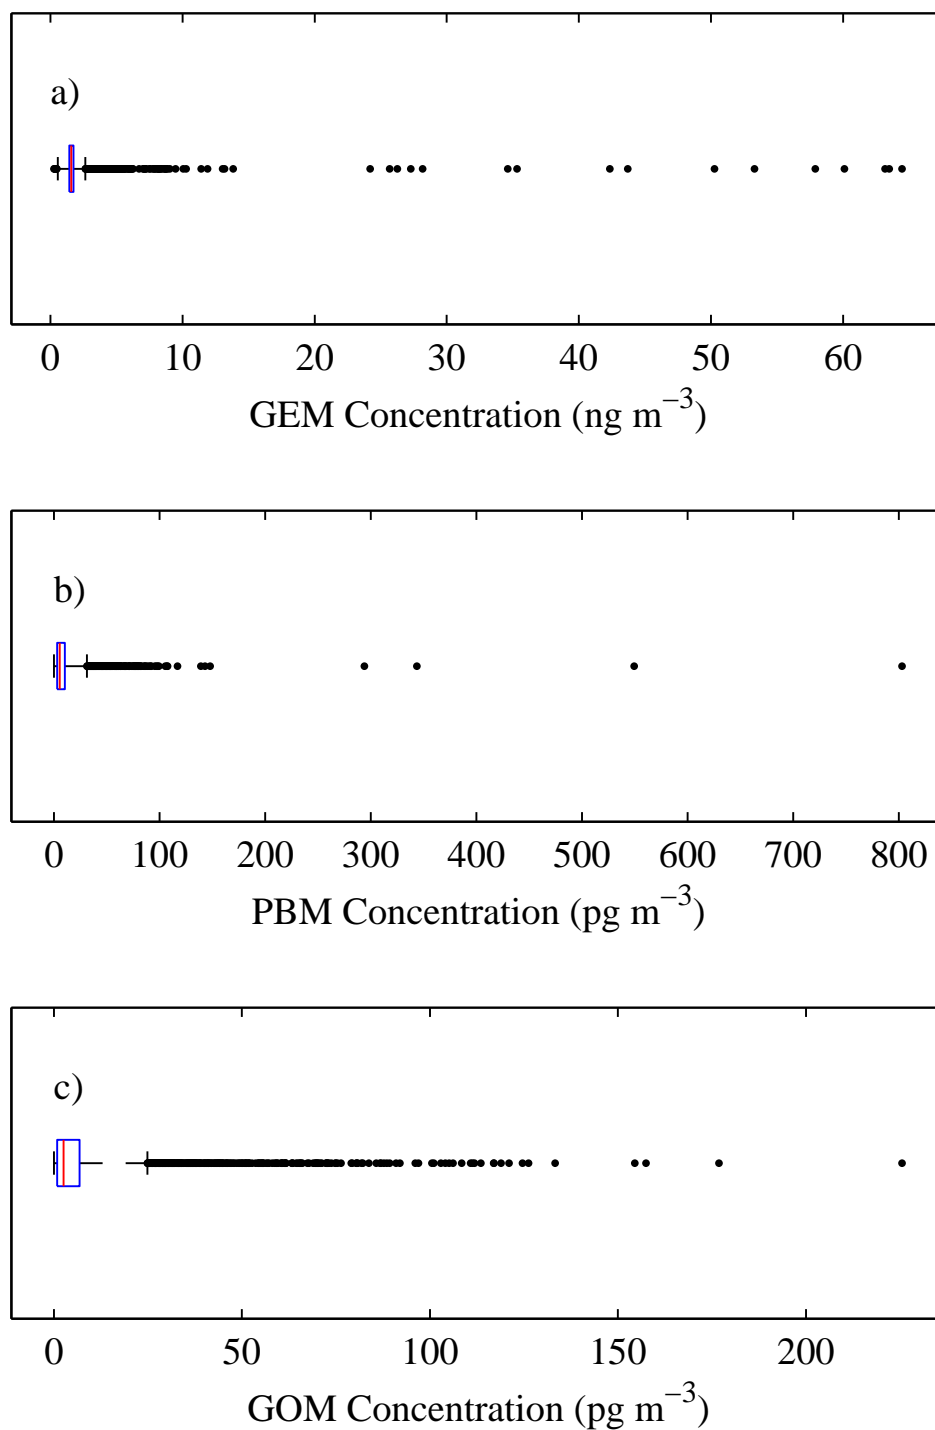 a)
0 10 20 30 40 50 60
GEM Concentration (ng m⁻³)
b)
0 100 200 300 400 500 600 700 800
PBM Concentration (pg m⁻³)
c)
0 50 100 150 200
GOM Concentration (pg m⁻³)